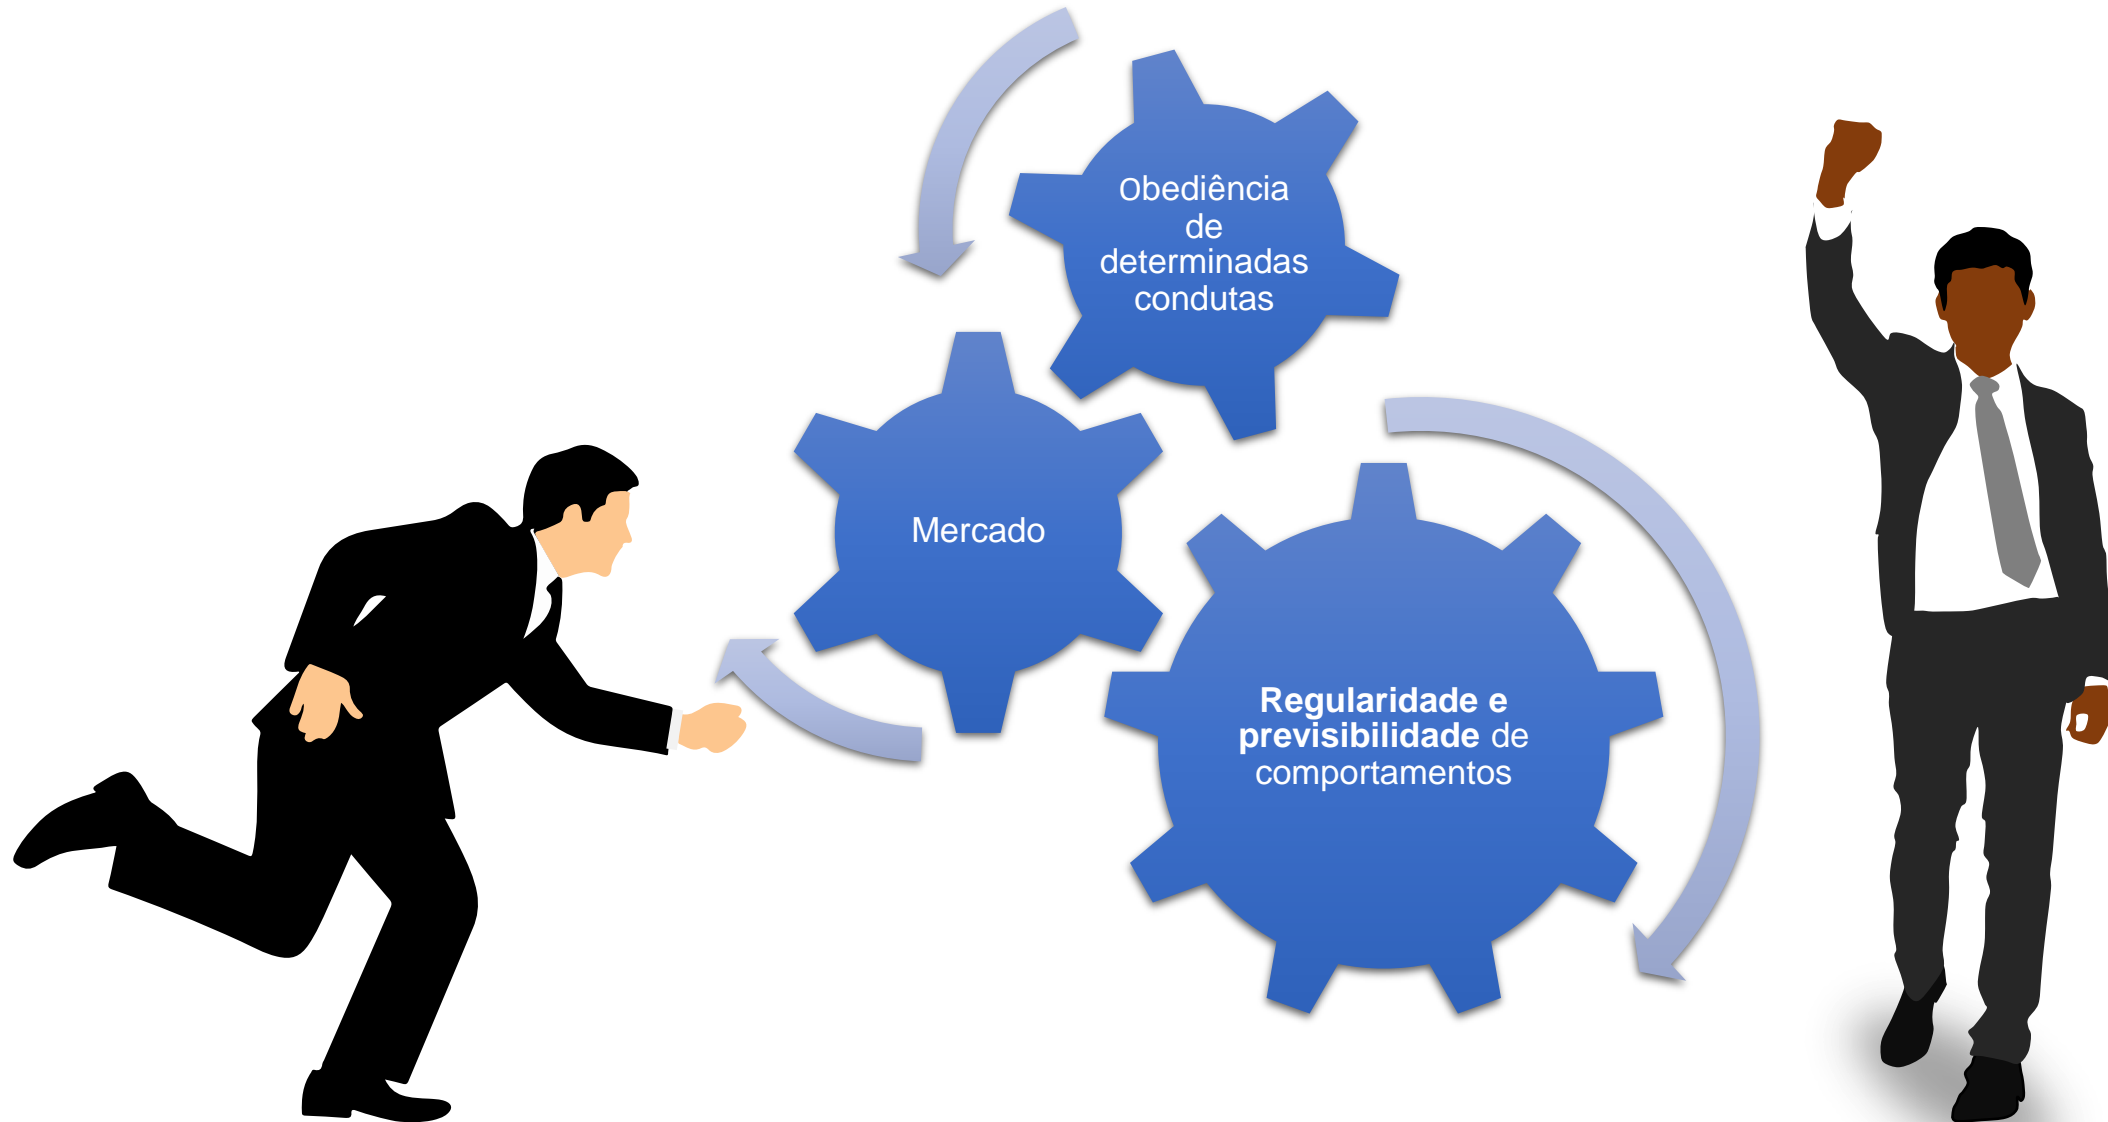 Obediência
de
determinadas
condutas
Mercado
Regularidade e
previsibilidade de
comportamentos